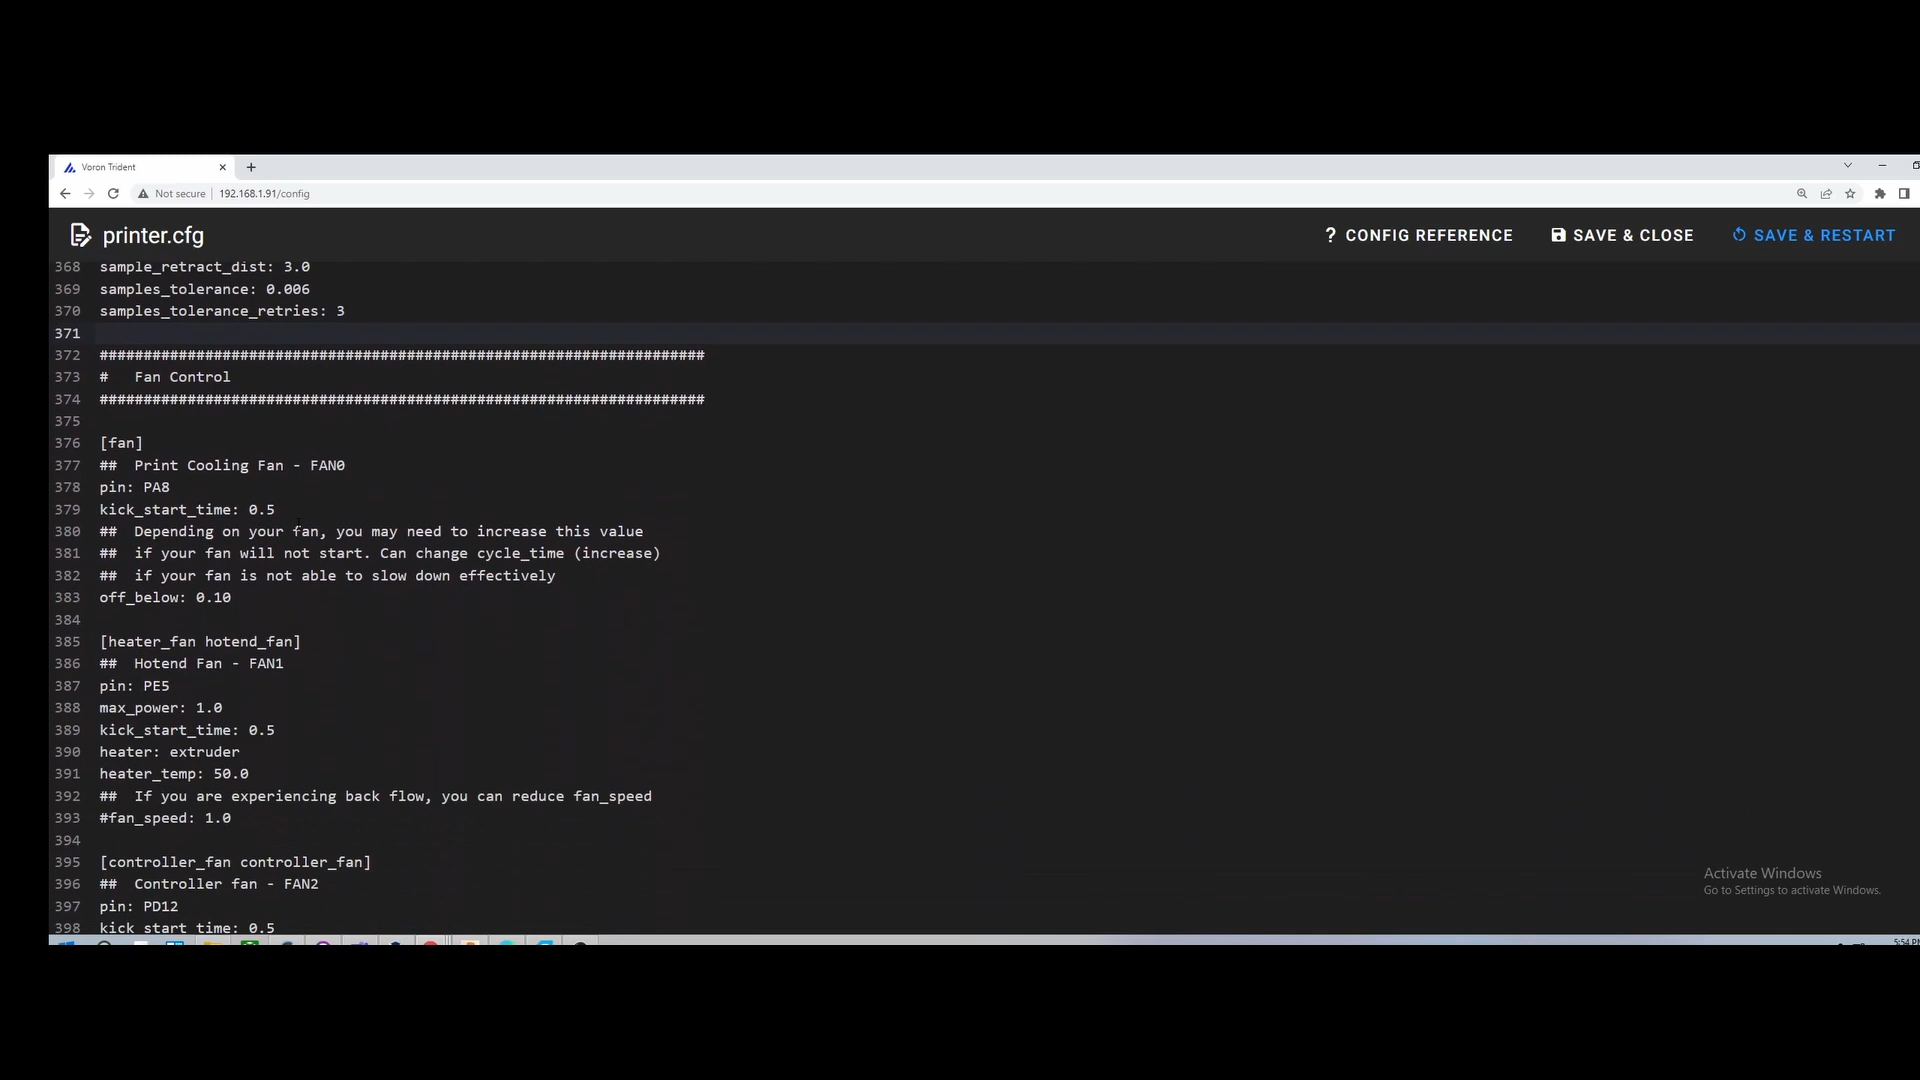 Voron Trident
Not secure 192.168.1.91/config
printer.cfg
? CONFIG REFERENCE
SAVE & CLOSE
SAVE & RESTART
368 sample_retract_dist: 3.0
369 samples_tolerance: 0.006
370 samples_tolerance_retries: 3
371
372 #####################################################################
373 #   Fan Control
374 #####################################################################
375
376 [fan]
377 ##  Print Cooling Fan - FAN0
378 pin: PA8
379 kick_start_time: 0.5
380 ##  Depending on your fan, you may need to increase this value
381 ##  if your fan will not start. Can change cycle_time (increase)
382 ##  if your fan is not able to slow down effectively
383 off_below: 0.10
384
385 [heater_fan hotend_fan]
386 ##  Hotend Fan - FAN1
387 pin: PE5
388 max_power: 1.0
389 kick_start_time: 0.5
390 heater: extruder
391 heater_temp: 50.0
392 ##  If you are experiencing back flow, you can reduce fan_speed
393 #fan_speed: 1.0
394
395 [controller_fan controller_fan]
396 ##  Controller fan - FAN2
397 pin: PD12
398 kick_start_time: 0.5
Activate Windows
Go to Settings to activate Windows.
5:54 PM